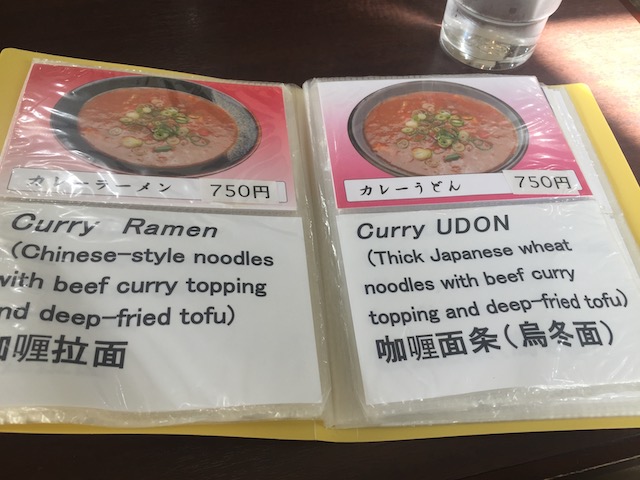 カレーラーメン 750円
Curry Ramen
(Chinese-style noodles
with beef curry topping
and deep-fried tofu)
咖喱拉面
カレーうどん 750円
Curry UDON
(Thick Japanese wheat
noodles with beef curry
topping and deep-fried tofu)
咖喱面条(烏冬面)